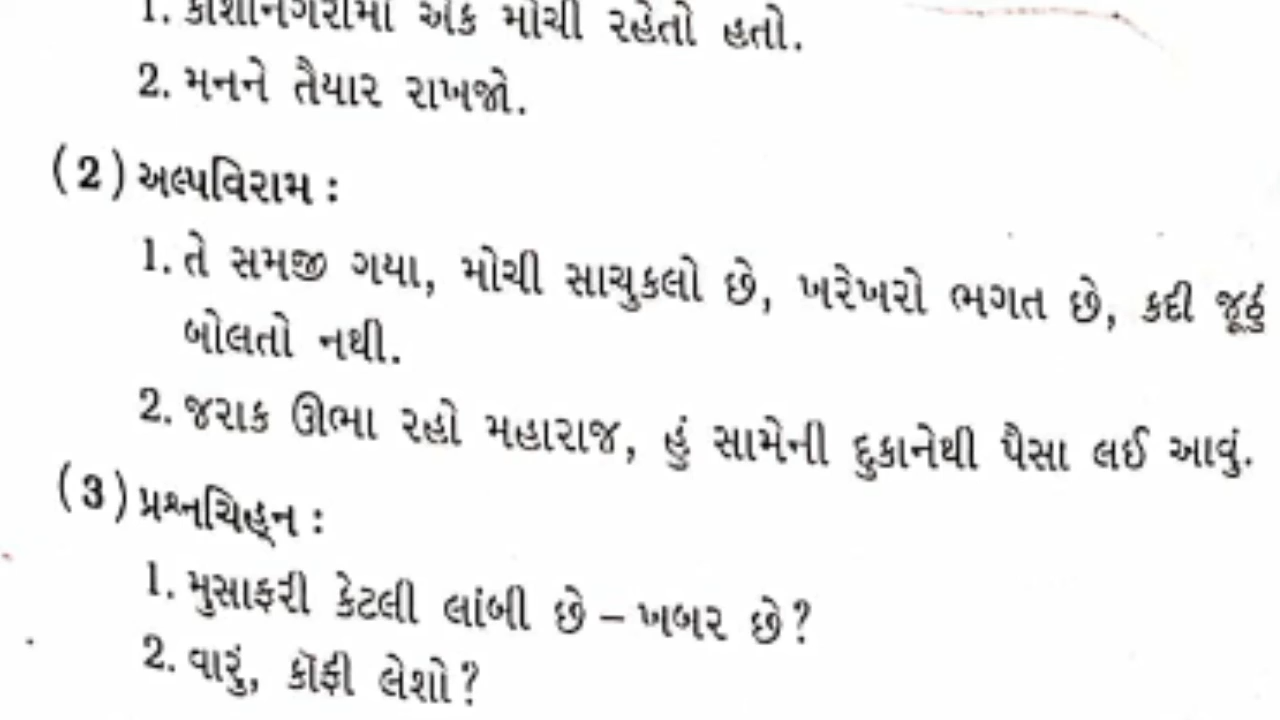 1. કાશીનગરીમાં એક મોચી રહેતો હતો.
2. મનને તૈયાર રાખજો.
(2) અલ્પવિરામ :
1. તે સમજી ગયા, મોચી સાચુકલો છે, ખરેખરો ભગત છે, કદી જૂઠું
બોલતો નથી.
2. જરાક ઊભા રહો મહારાજ, હું સામેની દુકાનેથી પૈસા લઈ આવું.
(3) પ્રશ્નચિહ્ન :
1. મુસાફરી કેટલી લાંબી છે – ખબર છે?
2. વારું, કૉફી લેશો?